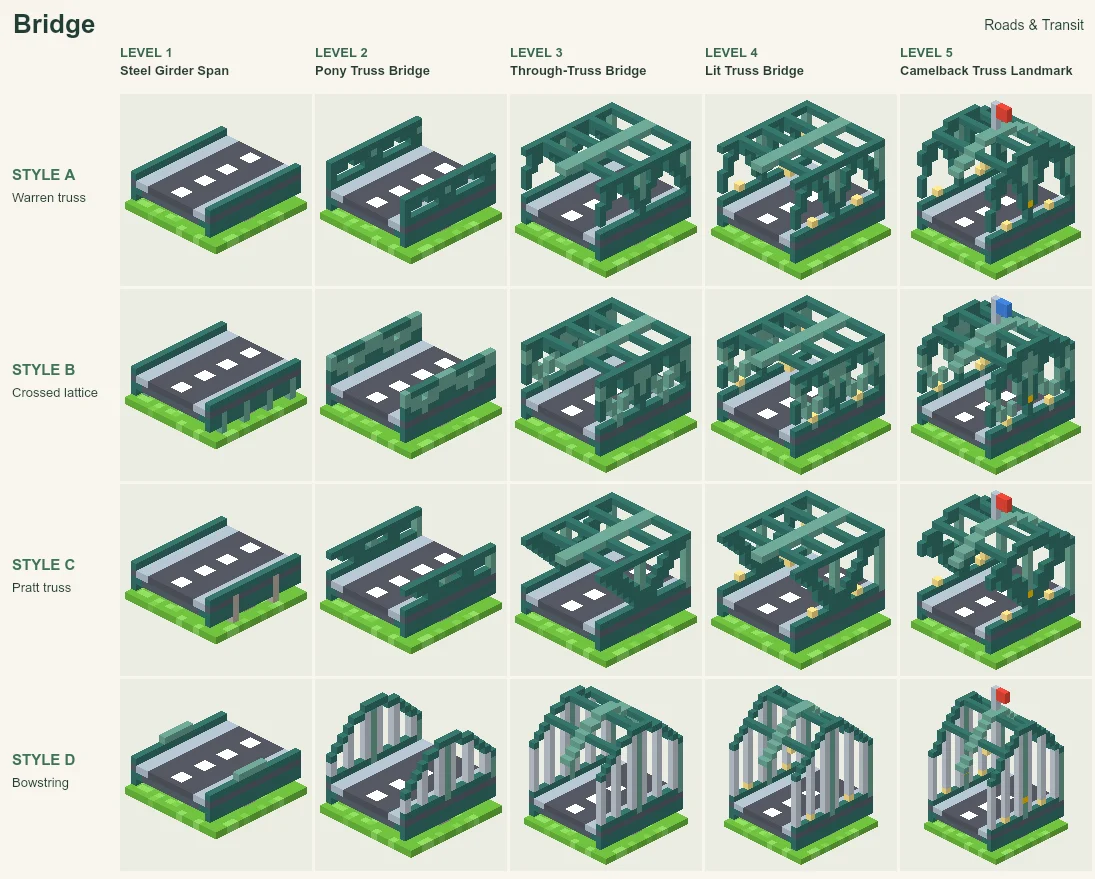 Bridge
Roads & Transit
LEVEL 1
Steel Girder Span
LEVEL 2
Pony Truss Bridge
LEVEL 3
Through-Truss Bridge
LEVEL 4
Lit Truss Bridge
LEVEL 5
Camelback Truss Landmark
STYLE A
Warren truss
STYLE B
Crossed lattice
STYLE C
Pratt truss
STYLE D
Bowstring